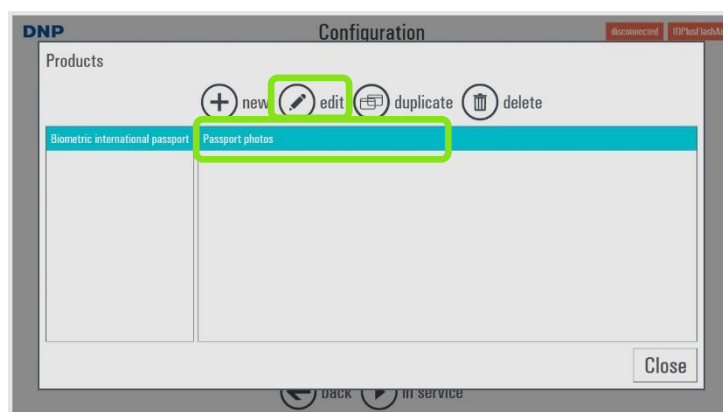 DNP Configuration disconnected
Products
new edit duplicate delete
Biometric international passport Passport photos
Close
back in service